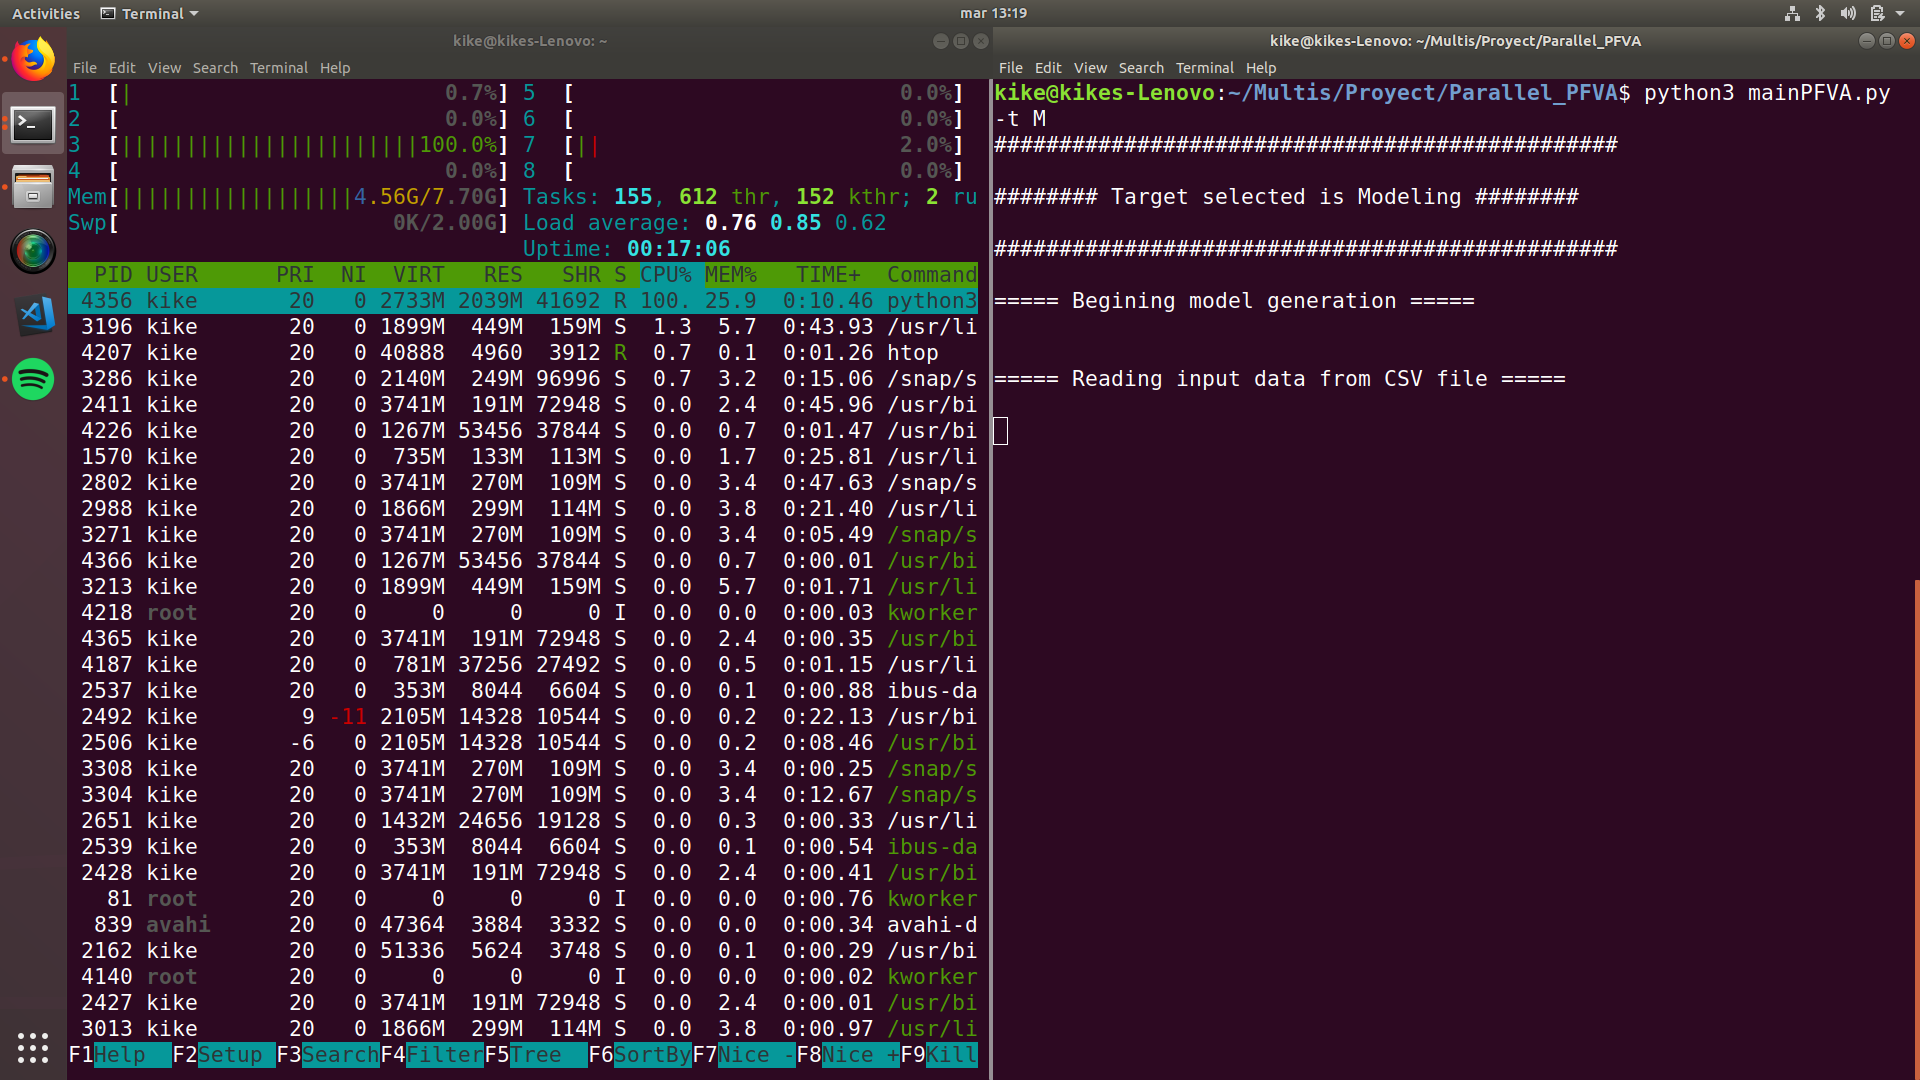 Activities Terminal mar 13:19
kike@kikes-Lenovo: ~
File Edit View Search Terminal Help
1 [| 0.7%] 5 [ 0.0%]
2 [ 0.0%] 6 [ 0.0%]
3 [|||||||||||||||||||||||100.0%] 7 [|| 2.0%]
4 [ 0.0%] 8 [ 0.0%]
Mem[||||||||||||||||||4.56G/7.70G] Tasks: 155, 612 thr, 152 kthr; 2 ru
Swp[ 0K/2.00G] Load average: 0.76 0.85 0.62
Uptime: 00:17:06
PID USER PRI NI VIRT RES SHR S CPU% MEM% TIME+ Command
4356 kike 20 0 2733M 2039M 41692 R 100. 25.9 0:10.46 python3
3196 kike 20 0 1899M 449M 159M S 1.3 5.7 0:43.93 /usr/li
4207 kike 20 0 40888 4960 3912 R 0.7 0.1 0:01.26 htop
3286 kike 20 0 2140M 249M 96996 S 0.7 3.2 0:15.06 /snap/s
2411 kike 20 0 3741M 191M 72948 S 0.0 2.4 0:45.96 /usr/bi
4226 kike 20 0 1267M 53456 37844 S 0.0 0.7 0:01.47 /usr/bi
1570 kike 20 0 735M 133M 113M S 0.0 1.7 0:25.81 /usr/li
2802 kike 20 0 3741M 270M 109M S 0.0 3.4 0:47.63 /snap/s
2988 kike 20 0 1866M 299M 114M S 0.0 3.8 0:21.40 /usr/li
3271 kike 20 0 3741M 270M 109M S 0.0 3.4 0:05.49 /snap/s
4366 kike 20 0 1267M 53456 37844 S 0.0 0.7 0:00.01 /usr/bi
3213 kike 20 0 1899M 449M 159M S 0.0 5.7 0:01.71 /usr/li
4218 root 20 0 0 0 0 I 0.0 0.0 0:00.03 kworker
4365 kike 20 0 3741M 191M 72948 S 0.0 2.4 0:00.35 /usr/bi
4187 kike 20 0 781M 37256 27492 S 0.0 0.5 0:01.15 /usr/li
2537 kike 20 0 353M 8044 6604 S 0.0 0.1 0:00.88 ibus-da
2492 kike 9 -11 2105M 14328 10544 S 0.0 0.2 0:22.13 /usr/bi
2506 kike -6 0 2105M 14328 10544 S 0.0 0.2 0:08.46 /usr/bi
3308 kike 20 0 3741M 270M 109M S 0.0 3.4 0:00.25 /snap/s
3304 kike 20 0 3741M 270M 109M S 0.0 3.4 0:12.67 /snap/s
2651 kike 20 0 1432M 24656 19128 S 0.0 0.3 0:00.33 /usr/li
2539 kike 20 0 353M 8044 6604 S 0.0 0.1 0:00.54 ibus-da
2428 kike 20 0 3741M 191M 72948 S 0.0 2.4 0:00.41 /usr/bi
81 root 20 0 0 0 0 I 0.0 0.0 0:00.76 kworker
839 avahi 20 0 47364 3884 3332 S 0.0 0.0 0:00.34 avahi-d
2162 kike 20 0 51336 5624 3748 S 0.0 0.1 0:00.29 /usr/bi
4140 root 20 0 0 0 0 I 0.0 0.0 0:00.02 kworker
2427 kike 20 0 3741M 191M 72948 S 0.0 2.4 0:00.01 /usr/bi
3013 kike 20 0 1866M 299M 114M S 0.0 3.8 0:00.97 /usr/li
F1Help F2Setup F3SearchF4FilterF5Tree F6SortByF7Nice -F8Nice +F9Kill
kike@kikes-Lenovo: ~/Multis/Proyect/Parallel_PFVA
File Edit View Search Terminal Help
kike@kikes-Lenovo:~/Multis/Proyect/Parallel_PFVA$ python3 mainPFVA.py
-t M
################################################
######## Target selected is Modeling ########
################################################
===== Begining model generation =====
===== Reading input data from CSV file =====